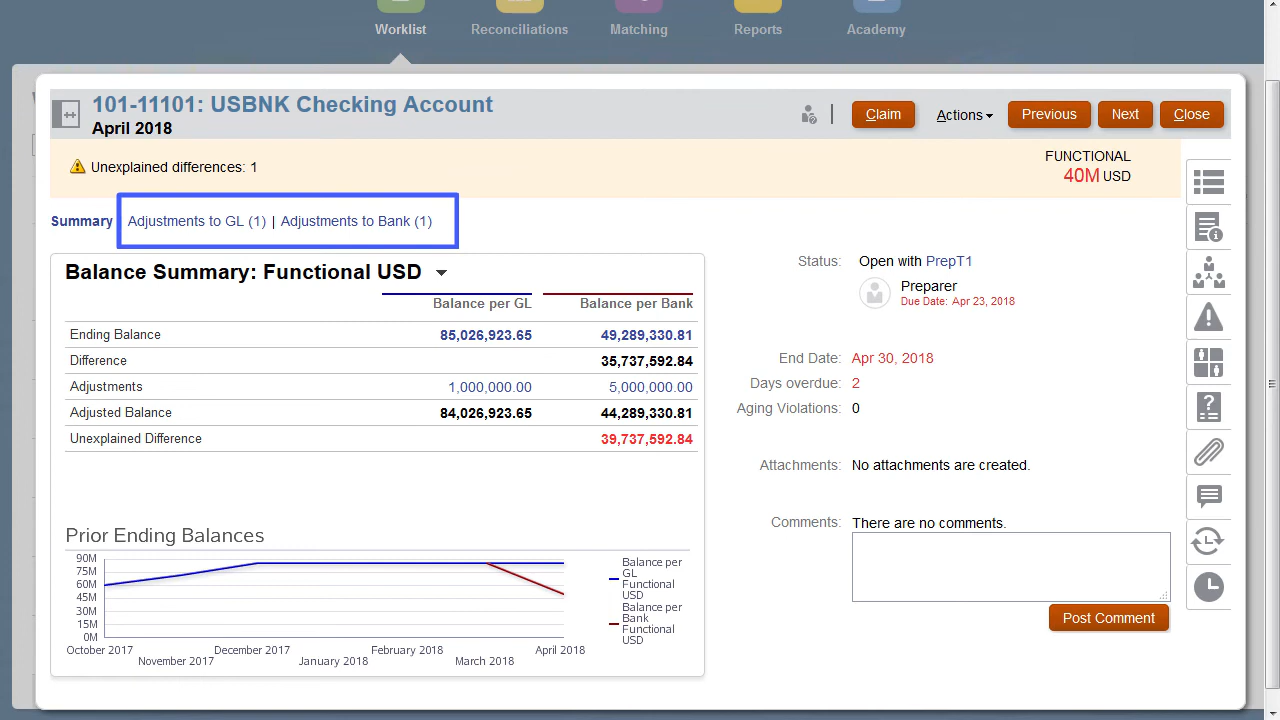 Worklist Reconciliations Matching Reports Academy
101-11101: USBNK Checking Account
April 2018
Claim Actions Previous Next Close
Unexplained differences: 1
FUNCTIONAL
40M USD
Summary Adjustments to GL (1) | Adjustments to Bank (1)
Balance Summary: Functional USD
Balance per GL Balance per Bank
Ending Balance 85,026,923.65 49,289,330.81
Difference 35,737,592.84
Adjustments 1,000,000.00 5,000,000.00
Adjusted Balance 84,026,923.65 44,289,330.81
Unexplained Difference 39,737,592.84
Prior Ending Balances
90M
75M
60M
45M
30M
15M
0M
October 2017
November 2017
December 2017
January 2018
February 2018
March 2018
April 2018
Balance per
GL
Functional
USD
Balance per
Bank
Functional
USD
Status: Open with PrepT1
Preparer
Due Date: Apr 23, 2018
End Date: Apr 30, 2018
Days overdue: 2
Aging Violations: 0
Attachments: No attachments are created.
Comments: There are no comments.
Post Comment